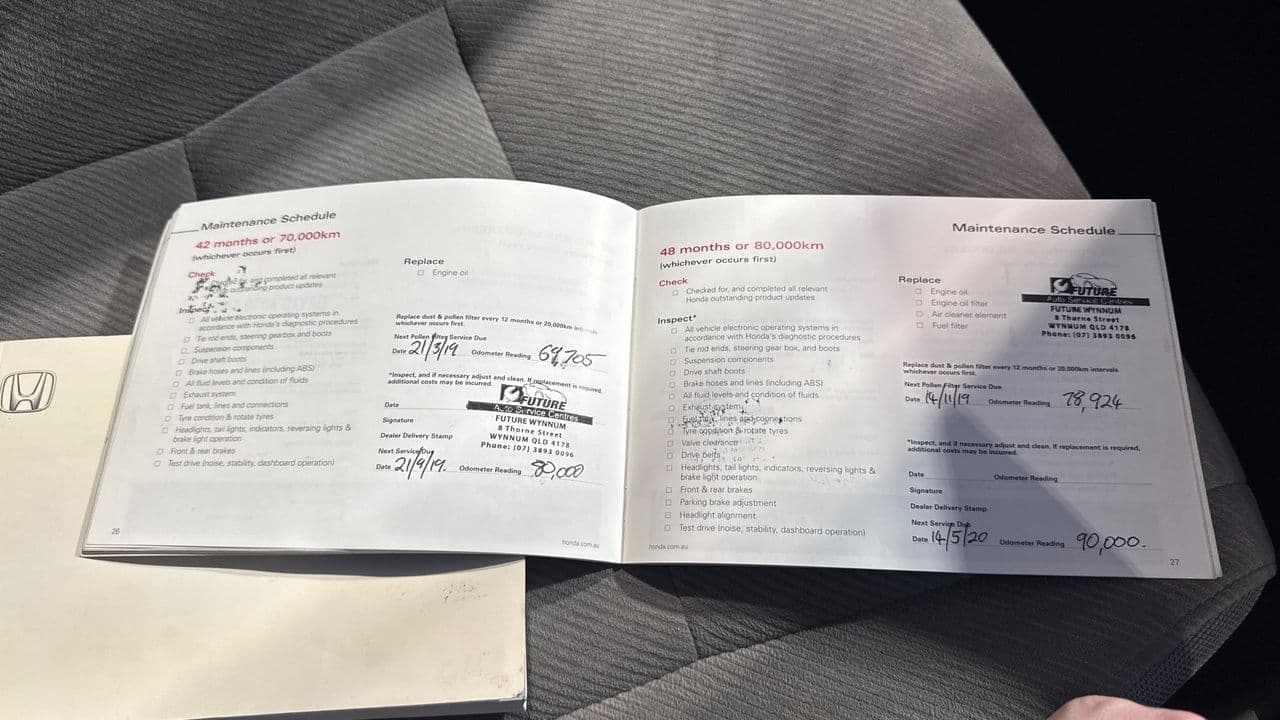 Maintenance Schedule
42 months or 70,000km
(whichever occurs first)
Check
and completed all relevant
outstanding product updates
Inspect
All vehicle electronic operating systems in
accordance with Honda's diagnostic procedures
Tie rod ends, steering gearbox and boots
Suspension components
Drive shaft boots
Brake hoses and lines (including ABS)
All fluid levels and condition of fluids
Exhaust system
Fuel tank, lines and connections
Tyre condition & rotate tyres
Headlights, tail lights, indicators, reversing lights &
brake light operation
Front & rear brakes
Test drive (noise, stability, dashboard operation)
26
Replace
Engine oil
Replace dust & pollen filter every 12 months or 20,000km intervals
whichever occurs first.
Next Pollen Filter Service Due
Date 21/3/19 Odometer Reading 69,705
*Inspect, and if necessary adjust and clean. If replacement is required,
additional costs may be incurred.
Date
Signature
Dealer Delivery Stamp
FUTURE
Auto Service Centres
FUTURE WYNNUM
8 Thorne Street
WYNNUM QLD 4178
Phone: (07) 3893 0096
Next Service Due
Date 21/9/19. Odometer Reading 80,000
honda.com.au
48 months or 80,000km
(whichever occurs first)
Check
Checked for, and completed all relevant
Honda outstanding product updates
Inspect*
All vehicle electronic operating systems in
accordance with Honda's diagnostic procedures
Tie rod ends, steering gear box, and boots
Suspension components
Drive shaft boots
Brake hoses and lines (including ABS)
All fluid levels and condition of fluids
Exhaust system
lines and connections
Tyre condition & rotate tyres
Valve clearance
Drive belts
Headlights, tail lights, indicators, reversing lights &
brake light operation
Front & rear brakes
Parking brake adjustment
Headlight alignment
Test drive (noise, stability, dashboard operation)
honda.com.au
Maintenance Schedule
Replace
Engine oil
Engine oil filter
Air cleaner element
Fuel filter
FUTURE
Auto Service Centres
FUTURE WYNNUM
8 Thorne Street
WYNNUM QLD 4178
Phone: (07) 3893 0096
Replace dust & pollen filter every 12 months or 20,000km intervals
whichever occurs first.
Next Pollen Filter Service Due
Date 14/11/19 Odometer Reading 78,924
*Inspect, and if necessary adjust and clean. If replacement is required,
additional costs may be incurred.
Date Odometer Reading
Signature
Dealer Delivery Stamp
Next Service Due
Date 14/5/20 Odometer Reading 90,000.
27